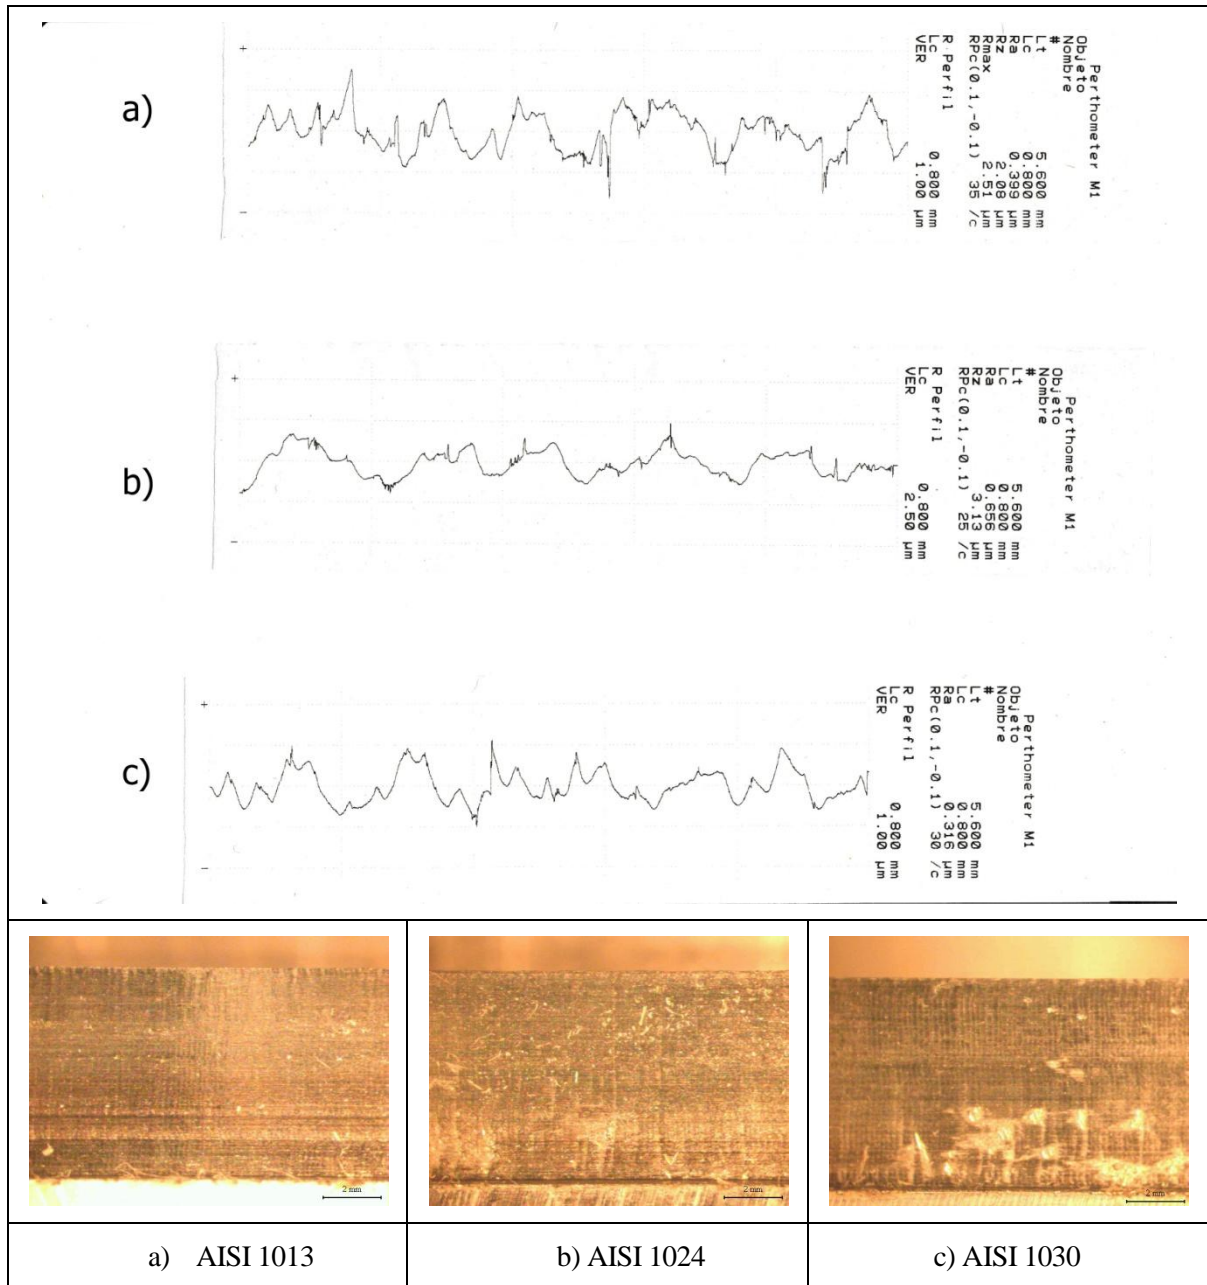 a)
Perthometer M1
Objeto
Nombre
#
Lt 5.600 mm
Lc 0.800 mm
Ra 0.399 µm
Rz 2.08 µm
Rmax 2.51 µm
RPc(0.1,-0.1) 35 /c
R Perfil
Lc 0.800 mm
VER 1.00 µm
+
-
b)
Perthometer M1
Objeto
Nombre
#
Lt 5.600 mm
Lc 0.800 mm
Ra 0.656 µm
Rz 3.13 µm
RPc(0.1,-0.1) 25 /c
R Perfil
Lc 0.800 mm
VER 2.50 µm
+
-
c)
Perthometer M1
Objeto
Nombre
#
Lt 5.600 mm
Lc 0.800 mm
Ra 0.316 µm
RPc(0.1,-0.1) 30 /c
R Perfil
Lc 0.800 mm
VER 1.00 µm
+
-
2 mm
2 mm
2 mm
a) AISI 1013
b) AISI 1024
c) AISI 1030